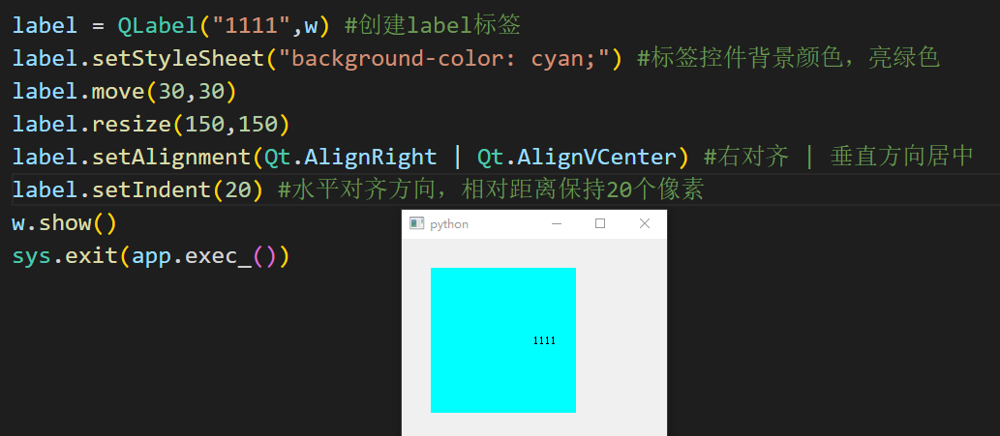 label = QLabel("1111",w) #创建label标签
label.setStyleSheet("background-color: cyan;") #标签控件背景颜色，亮绿色
label.move(30,30)
label.resize(150,150)
label.setAlignment(Qt.AlignRight | Qt.AlignVCenter) #右对齐 | 垂直方向居中
label.setIndent(20) #水平对齐方向，相对距离保持20个像素
w.show()
sys.exit(app.exec_())
python
1111